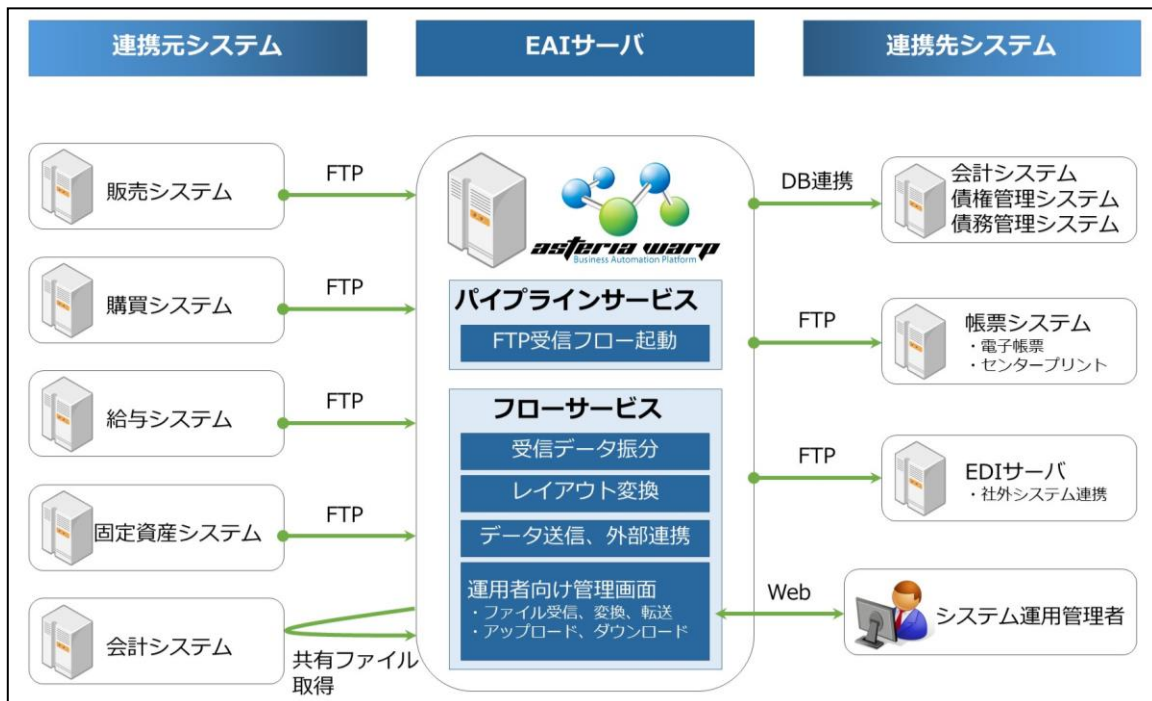 連携元システム
EAIサーバ
連携先システム
販売システム
FTP
購買システム
FTP
給与システム
FTP
固定資産システム
FTP
会計システム
共有ファイル
取得
asteria warp
Business Automation Platform
パイプラインサービス
FTP受信フロー起動
フローサービス
受信データ振分
レイアウト変換
データ送信、外部連携
運用者向け管理画面
・ファイル受信、変換、転送
・アップロード、ダウンロード
DB連携
会計システム
債権管理システム
債務管理システム
FTP
帳票システム
・電子帳票
・センタープリント
FTP
EDIサーバ
・社外システム連携
Web
システム運用管理者